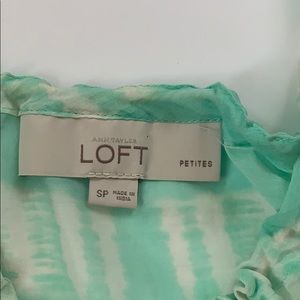 ANN TAYLOR
LOFT
PETITES
SP
MADE IN
INDIA